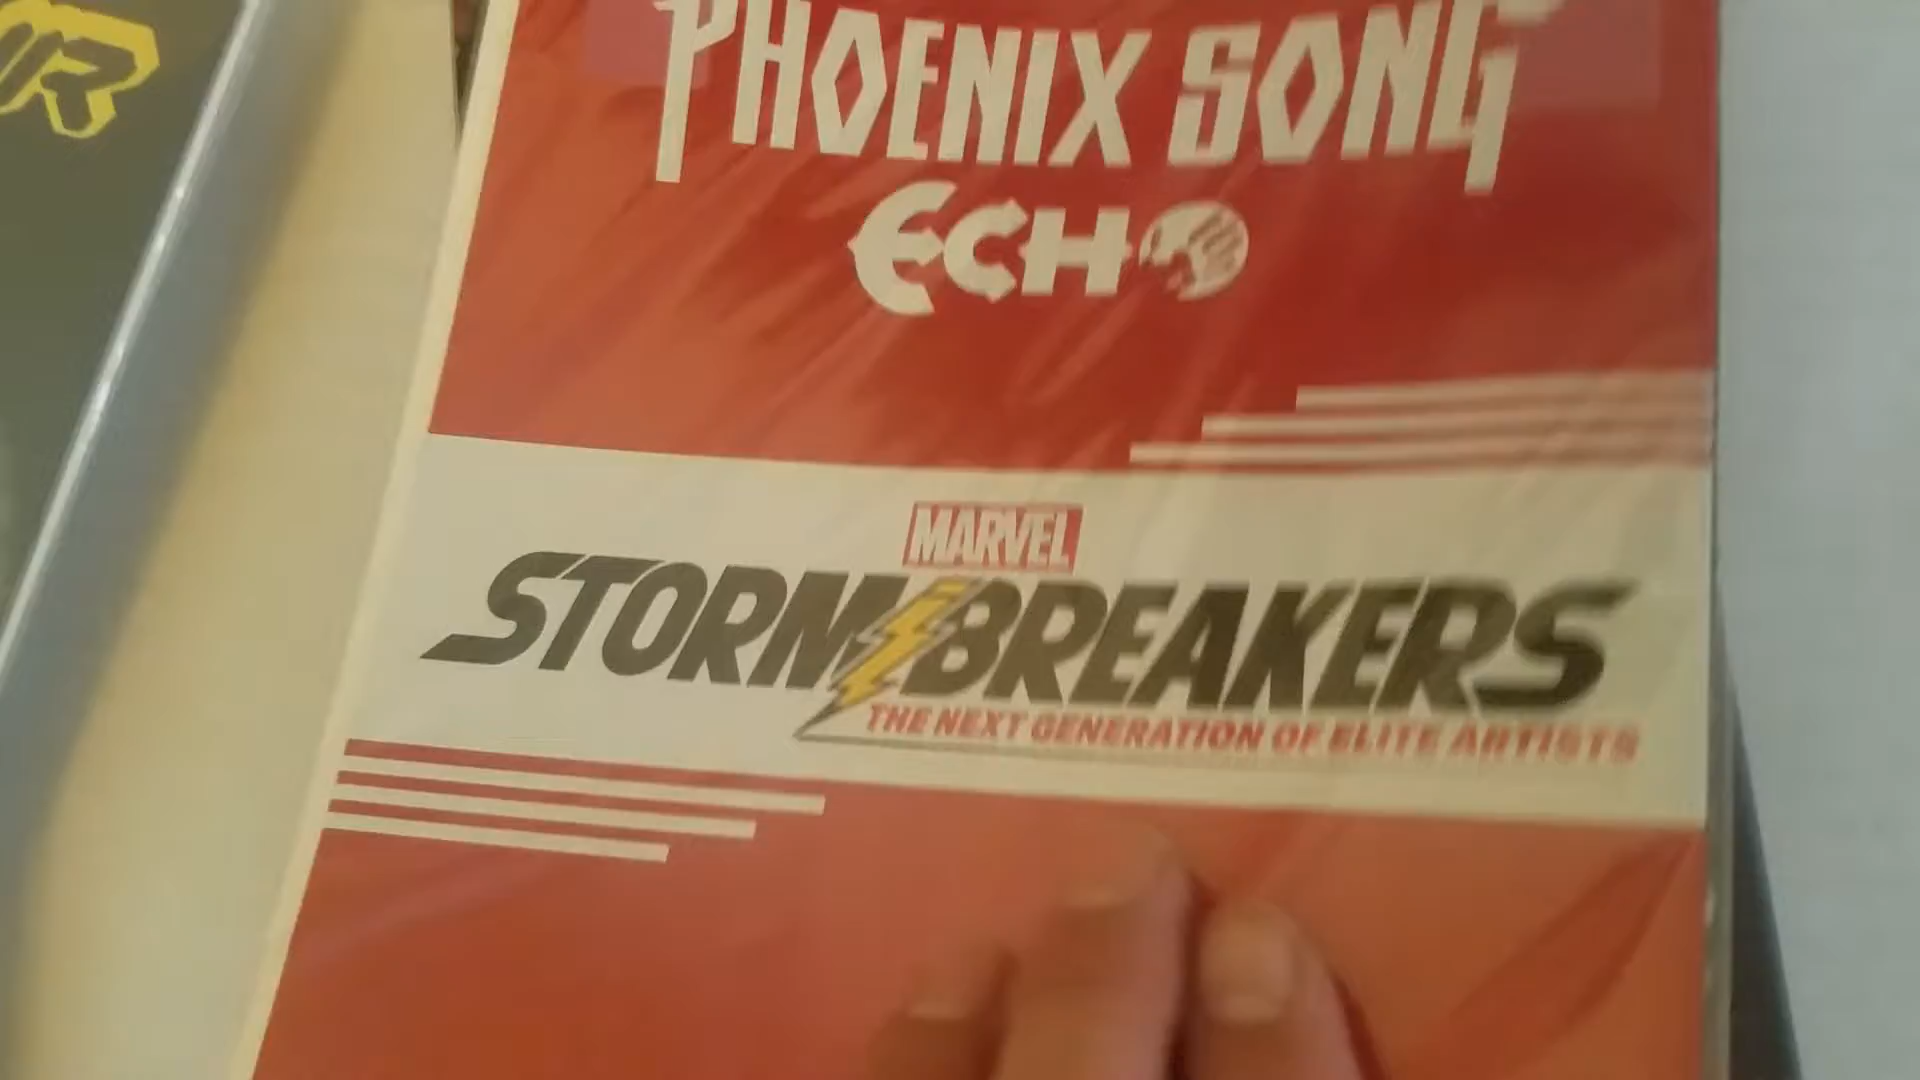 PHOENIX SONG
ECHO
MARVEL
STORMBREAKERS
THE NEXT GENERATION OF ELITE ARTISTS